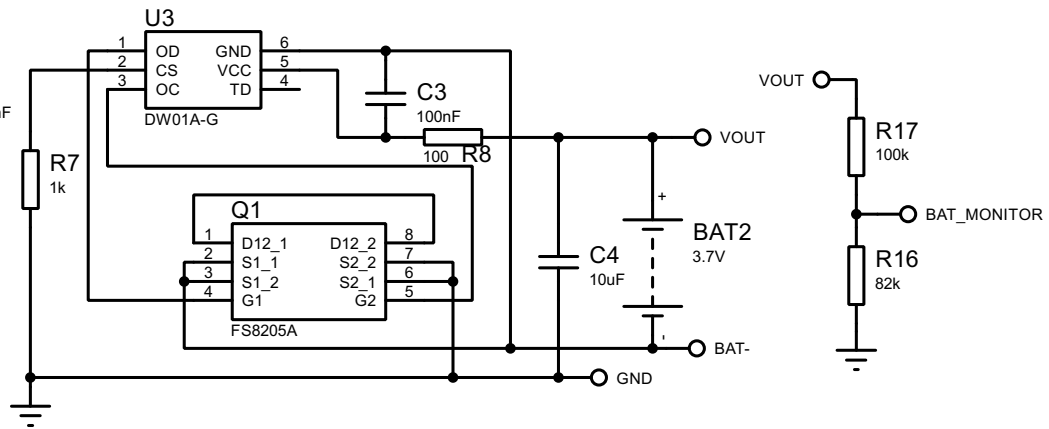 U3
1 OD GND 6
2 CS VCC 5
3 OC TD 4
DW01A-G
C3
100nF
100 R8
VOUT
R7
1k
Q1
1 D12_1 D12_2 8
2 S1_1 S2_2 7
3 S1_2 S2_1 6
4 G1 G2 5
FS8205A
C4
10uF
+
BAT2
3.7V
-
BAT-
GND
VOUT
R17
100k
BAT_MONITOR
R16
82k